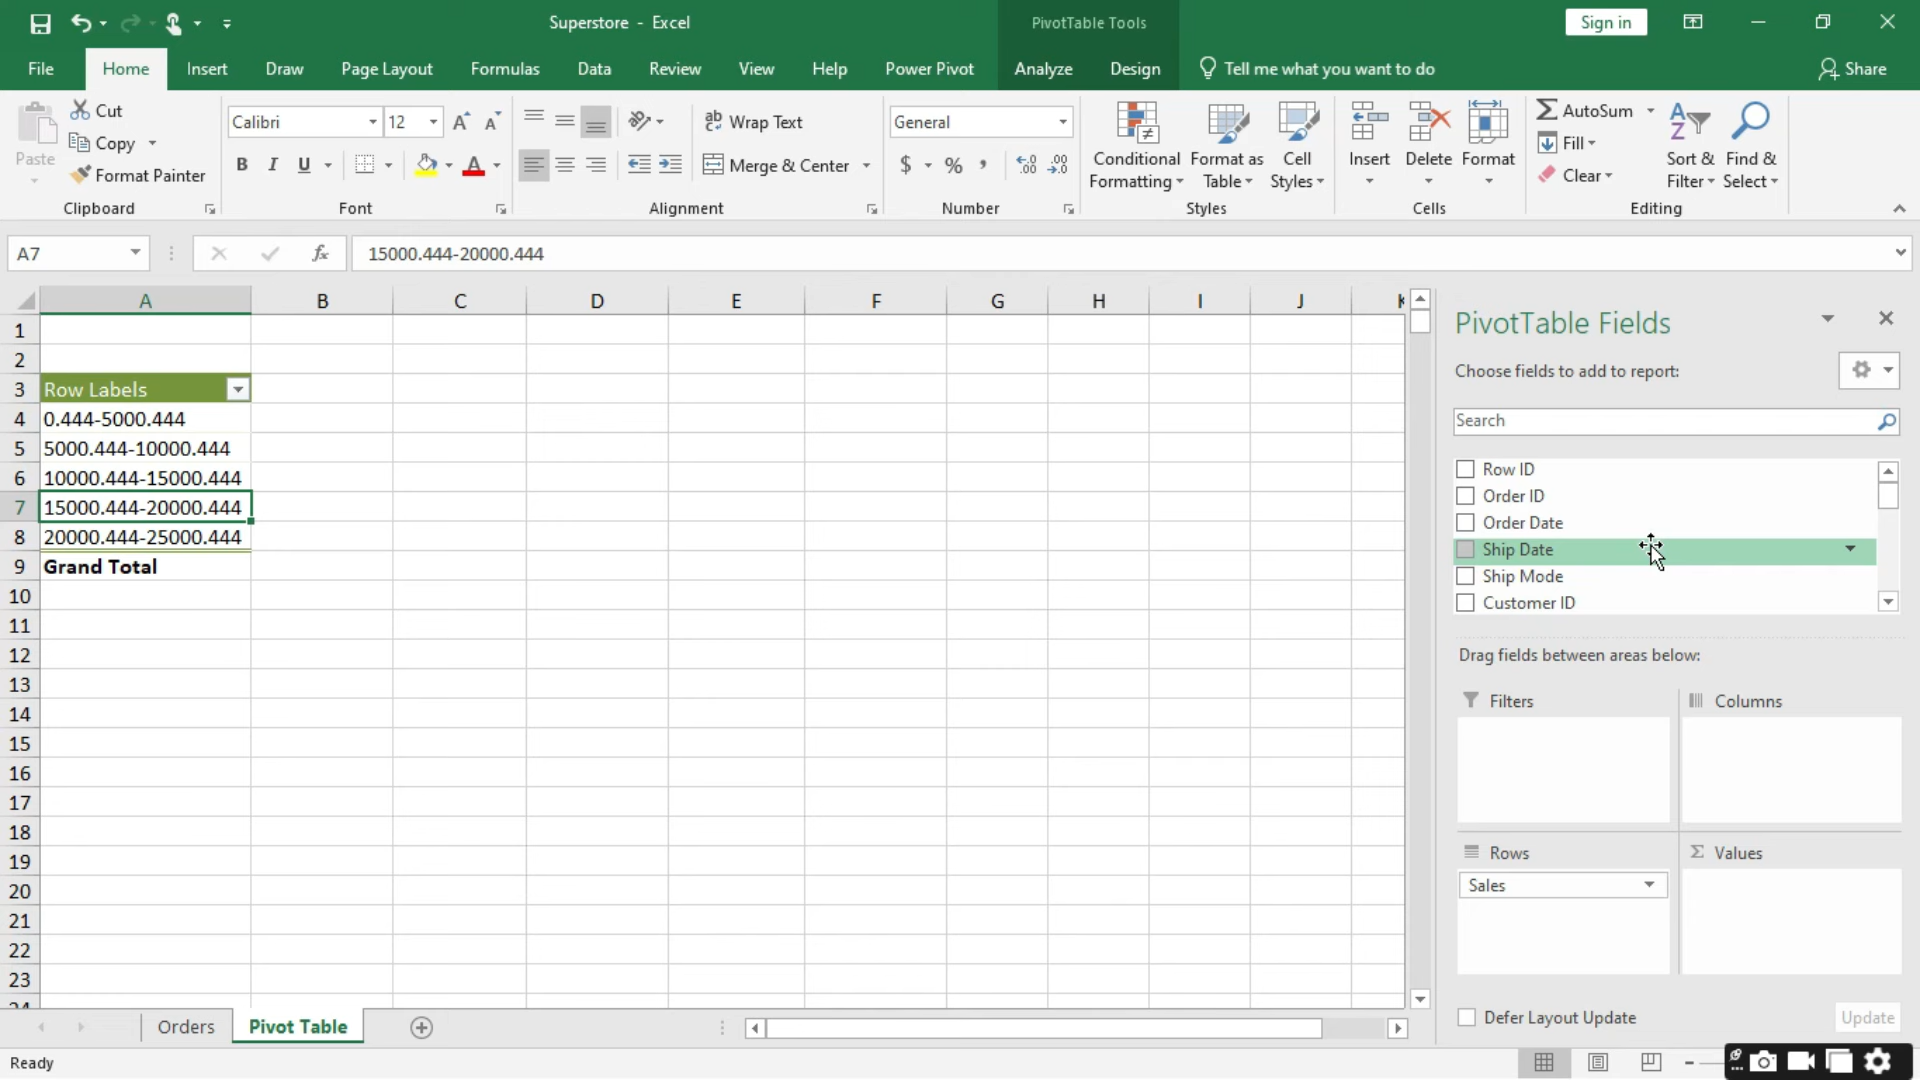 Superstore - Excel
PivotTable Tools
Sign in
File Home Insert Draw Page Layout Formulas Data Review View Help Power Pivot Analyze Design Tell me what you want to do Share
Paste
Cut
Copy
Format Painter
Clipboard
Calibri 12
B I U
Font
Wrap Text
Merge & Center
Alignment
General
$ % ,
Number
Conditional Formatting
Format as Table
Cell Styles
Styles
Insert Delete Format
Cells
AutoSum
Fill
Clear
Sort & Filter
Find & Select
Editing
A7 fx 15000.444-20000.444
A B C D E F G H I J K
1
2
3 Row Labels
4 0.444-5000.444
5 5000.444-10000.444
6 10000.444-15000.444
7 15000.444-20000.444
8 20000.444-25000.444
9 Grand Total
10
11
12
13
14
15
16
17
18
19
20
21
22
23
24
PivotTable Fields
Choose fields to add to report:
Search
Row ID
Order ID
Order Date
Ship Date
Ship Mode
Customer ID
Drag fields between areas below:
Filters Columns
Rows Σ Values
Sales
Defer Layout Update Update
Orders Pivot Table
Ready